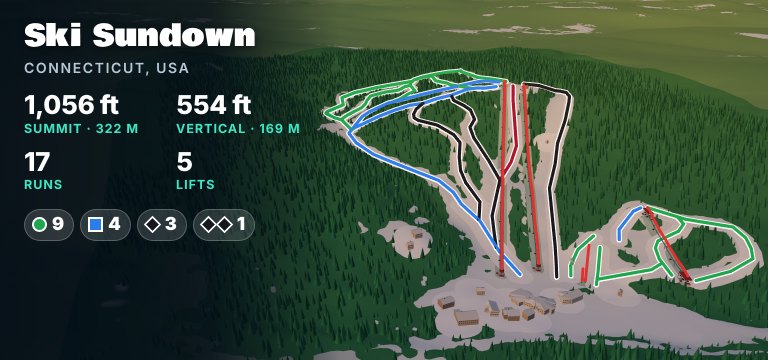 Ski Sundown
CONNECTICUT, USA
1,056 ft 554 ft
SUMMIT · 322 M VERTICAL · 169 M
17 5
RUNS LIFTS
9 4 3 1